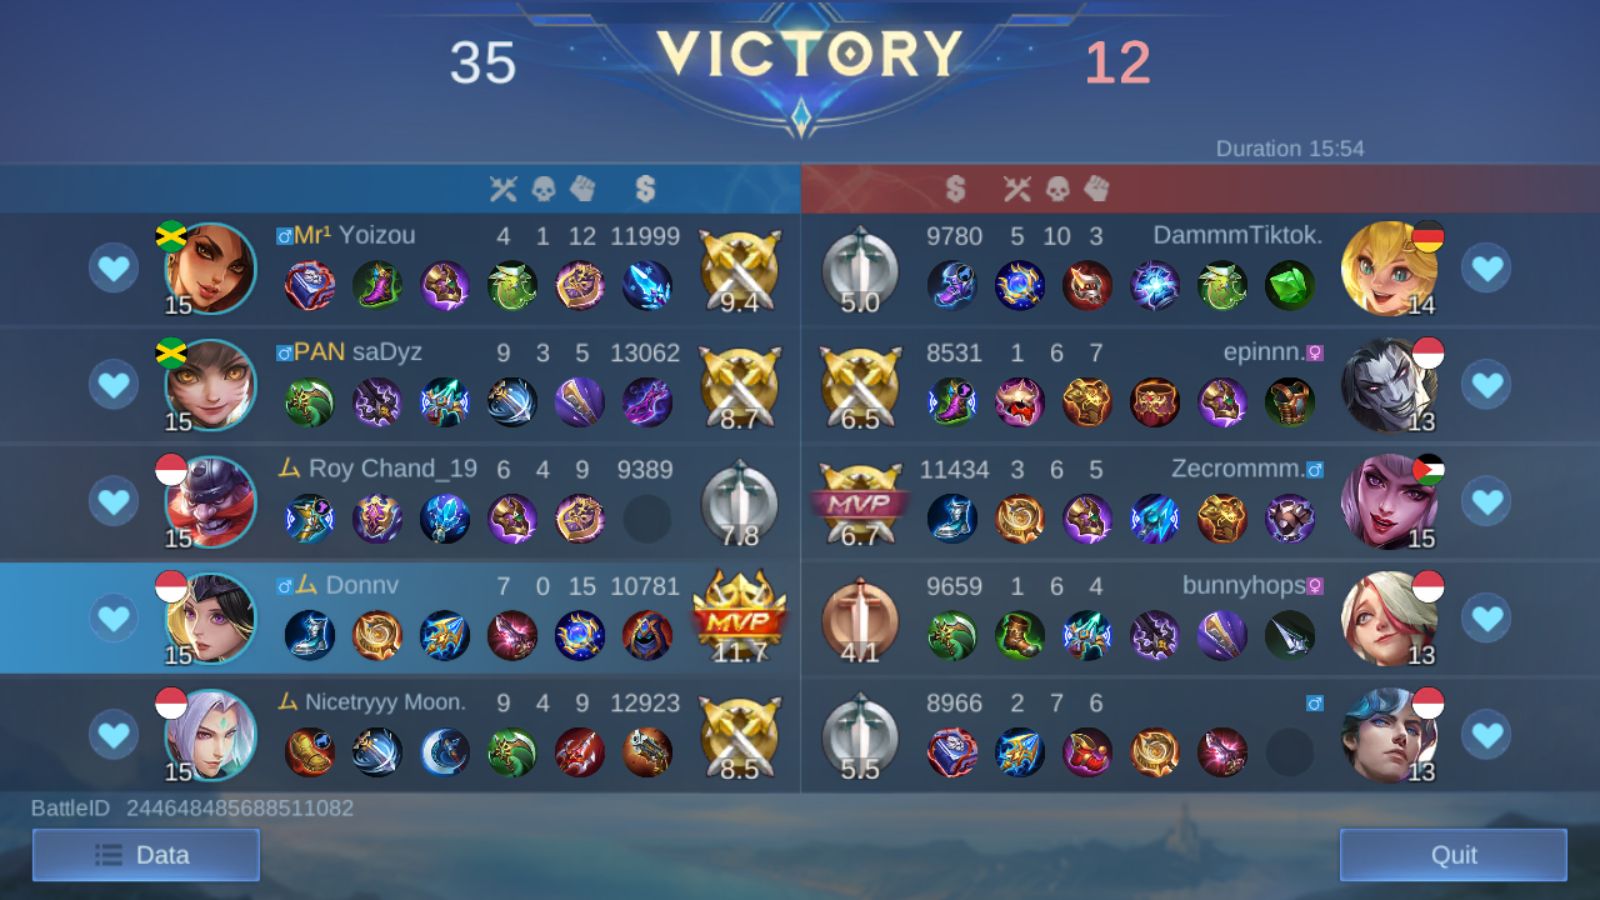 35 VICTORY 12
Duration 15:54
Mr¹ Yoizou 4 1 12 11999 9.4 15
5.0 9780 5 10 3 DammmTiktok. 14
PAN saDyz 9 3 5 13062 8.7 15
6.5 8531 1 6 7 epinnn. 13
ム Roy Chand_19 6 4 9 9389 7.8 15
MVP 6.7 11434 3 6 5 Zecrommm. 15
ム Donnv 7 0 15 10781 MVP 11.7 15
4.1 9659 1 6 4 bunnyhops 13
ム Nicetryyy Moon. 9 4 9 12923 8.5 15
5.5 8966 2 7 6 13
BattleID 244648485688511082
Data
Quit